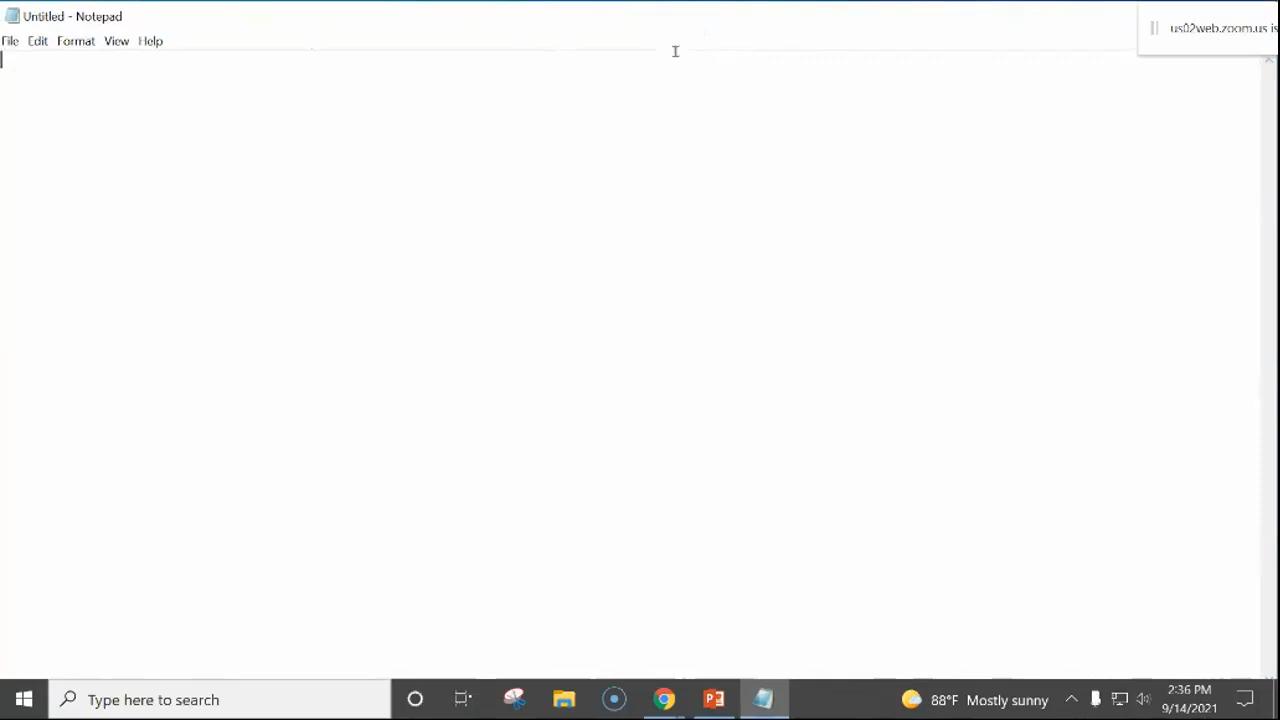 Untitled - Notepad
us02web.zoom.us is
File Edit Format View Help
Type here to search
88°F Mostly sunny
2:36 PM
9/14/2021